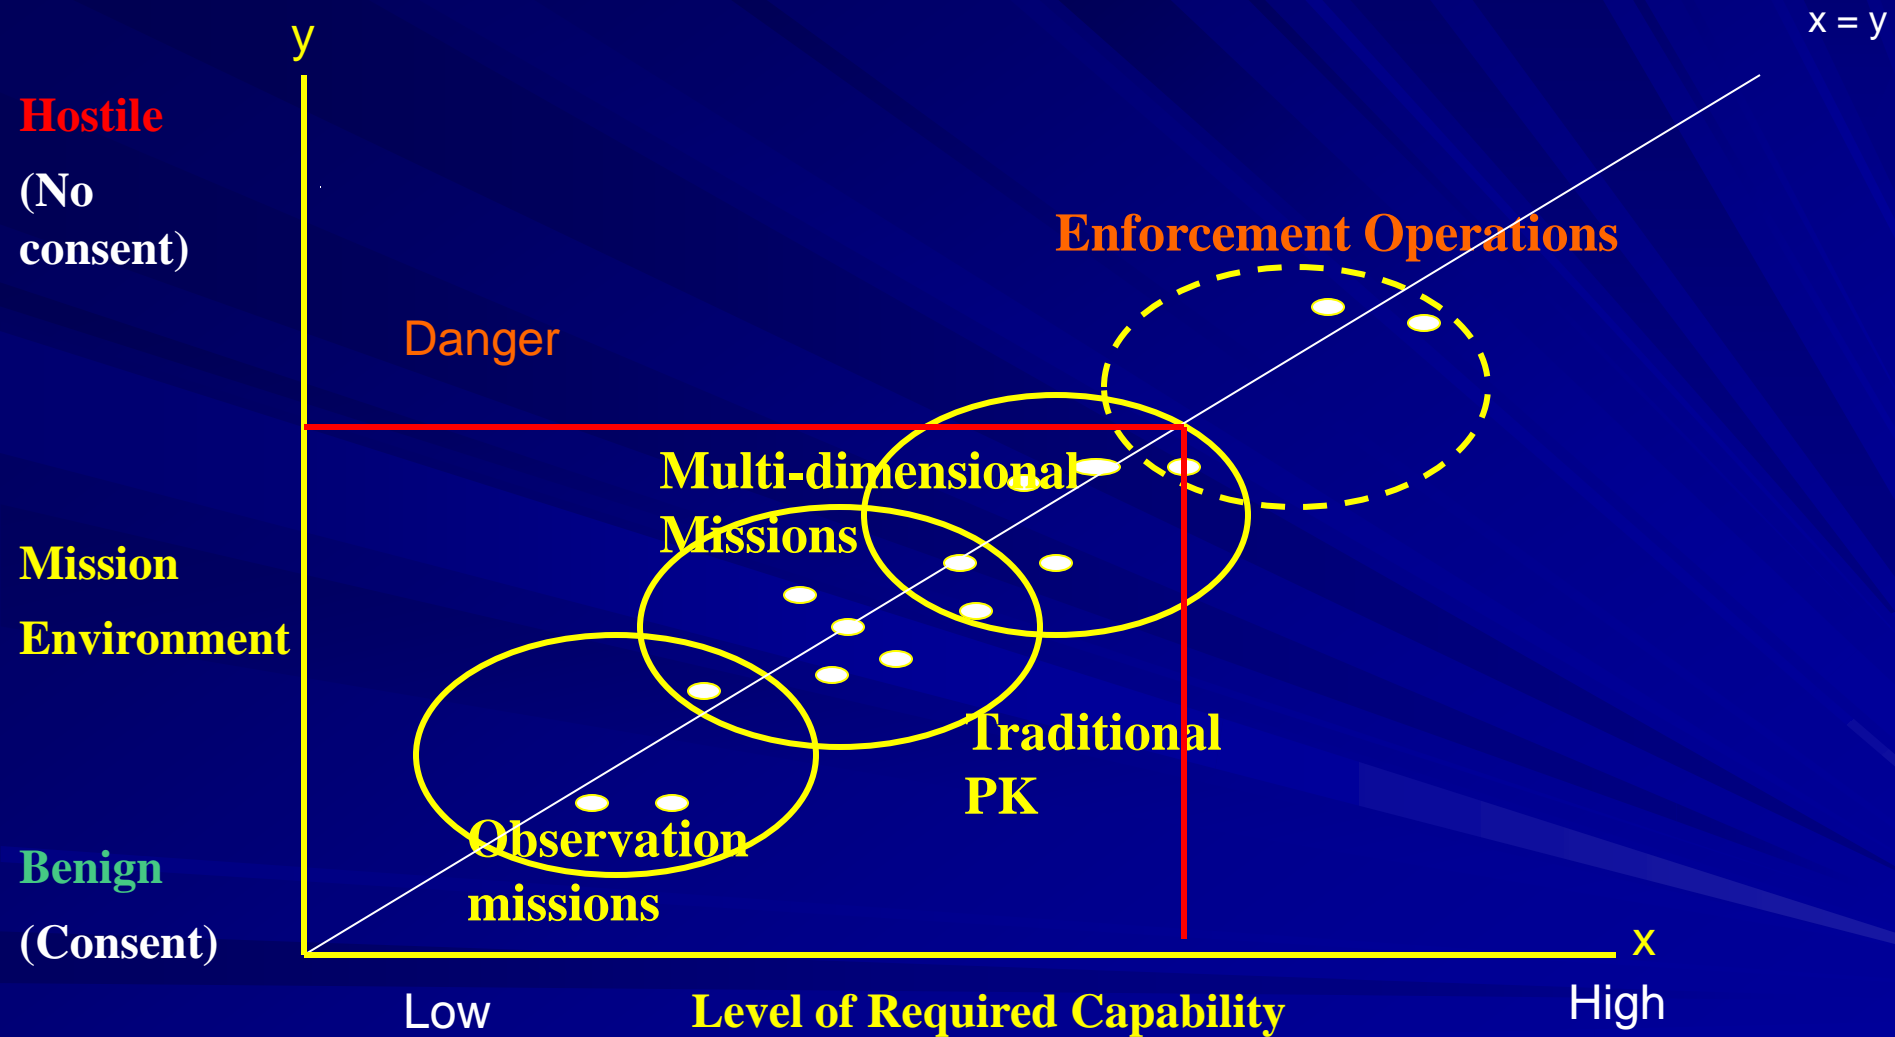 x = y
y
Hostile
(No
consent)
Enforcement Operations
Danger
Multi-dimensional
Missions
Mission
Environment
Traditional
PK
Observation
missions
Benign
(Consent)
x
Low
Level of Required Capability
High